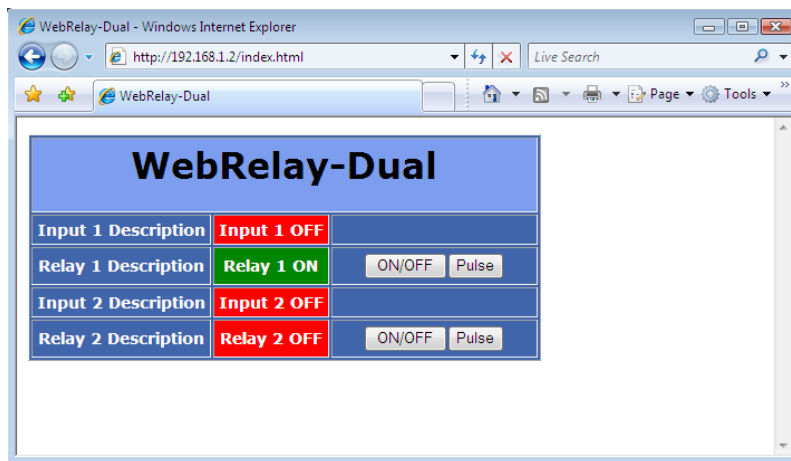 WebRelay-Dual - Windows Internet Explorer
http://192.168.1.2/index.html Live Search
WebRelay-Dual Page Tools
WebRelay-Dual
Input 1 Description Input 1 OFF
Relay 1 Description Relay 1 ON ON/OFF Pulse
Input 2 Description Input 2 OFF
Relay 2 Description Relay 2 OFF ON/OFF Pulse